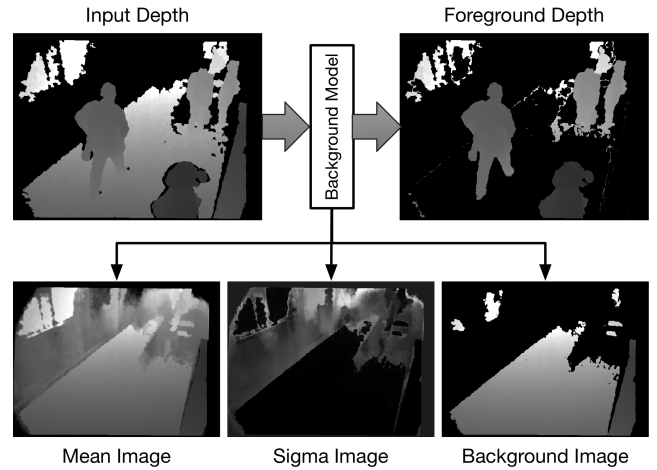 Input Depth
Foreground Depth
Background Model
Mean Image
Sigma Image
Background Image